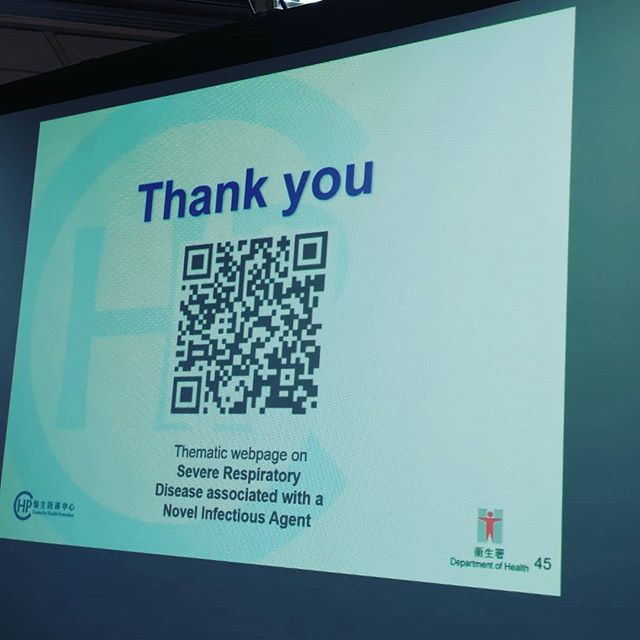 Thank you
Thematic webpage on
Severe Respiratory
Disease associated with a
Novel Infectious Agent
CHP 衞生防護中心
Centre for Health Protection
衞生署
Department of Health 45